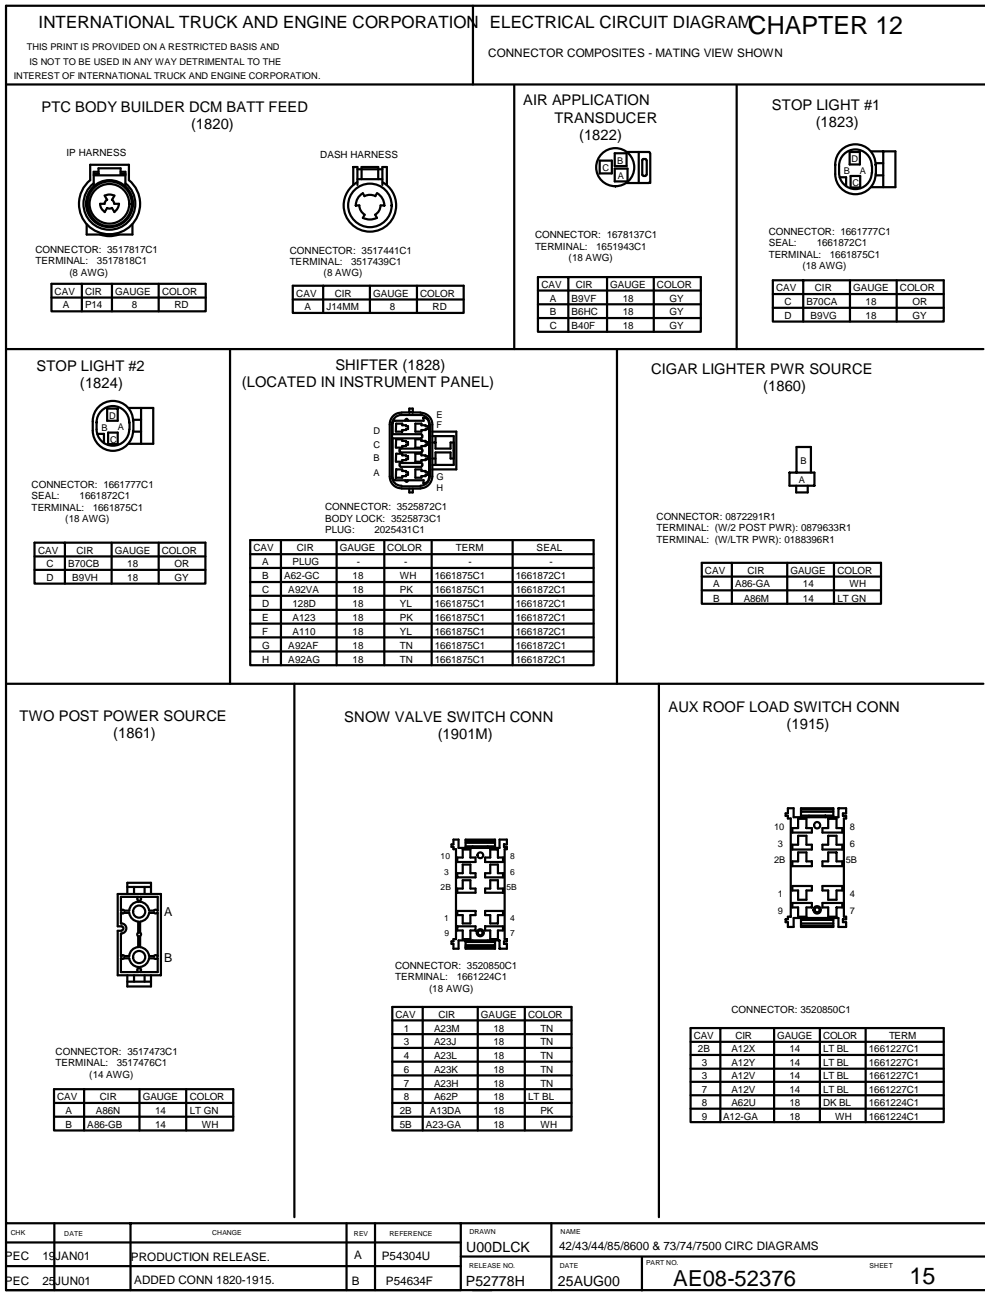 INTERNATIONAL TRUCK AND ENGINE CORPORATION
THIS PRINT IS PROVIDED ON A RESTRICTED BASIS AND
IS NOT TO BE USED IN ANY WAY DETRIMENTAL TO THE
INTEREST OF INTERNATIONAL TRUCK AND ENGINE CORPORATION.
ELECTRICAL CIRCUIT DIAGRAM CHAPTER 12
CONNECTOR COMPOSITES - MATING VIEW SHOWN
PTC BODY BUILDER DCM BATT FEED
(1820)
IP HARNESS
CONNECTOR: 3517817C1
TERMINAL: 3517818C1
(8 AWG)
CAV CIR GAUGE COLOR
A P14 8 RD
DASH HARNESS
CONNECTOR: 3517441C1
TERMINAL: 3517439C1
(8 AWG)
CAV CIR GAUGE COLOR
A J14MM 8 RD
AIR APPLICATION
TRANSDUCER
(1822)
B
C
A
CONNECTOR: 1678137C1
TERMINAL: 1651943C1
(18 AWG)
CAV CIR GAUGE COLOR
A B9VF 18 GY
B B6HC 18 GY
C B40F 18 GY
STOP LIGHT #1
(1823)
D
B A
C
CONNECTOR: 1661777C1
SEAL: 1661872C1
TERMINAL: 1661875C1
(18 AWG)
CAV CIR GAUGE COLOR
C B70CA 18 OR
D B9VG 18 GY
STOP LIGHT #2
(1824)
D
B A
C
CONNECTOR: 1661777C1
SEAL: 1661872C1
TERMINAL: 1661875C1
(18 AWG)
CAV CIR GAUGE COLOR
C B70CB 18 OR
D B9VH 18 GY
SHIFTER (1828)
(LOCATED IN INSTRUMENT PANEL)
E
D F
C
B
A G
H
CONNECTOR: 3525872C1
BODY LOCK: 3525873C1
PLUG: 2025431C1
CAV CIR GAUGE COLOR TERM SEAL
A PLUG - - - -
B A62-GC 18 WH 1661875C1 1661872C1
C A92VA 18 PK 1661875C1 1661872C1
D 128D 18 YL 1661875C1 1661872C1
E A123 18 PK 1661875C1 1661872C1
F A110 18 YL 1661875C1 1661872C1
G A92AF 18 TN 1661875C1 1661872C1
H A92AG 18 TN 1661875C1 1661872C1
CIGAR LIGHTER PWR SOURCE
(1860)
B
A
CONNECTOR: 0872291R1
TERMINAL: (W/2 POST PWR): 0879633R1
TERMINAL: (W/LTR PWR): 0188396R1
CAV CIR GAUGE COLOR
A A86-GA 14 WH
B A86M 14 LT GN
TWO POST POWER SOURCE
(1861)
A
B
CONNECTOR: 3517473C1
TERMINAL: 3517476C1
(14 AWG)
CAV CIR GAUGE COLOR
A A86N 14 LT GN
B A86-GB 14 WH
SNOW VALVE SWITCH CONN
(1901M)
10 8
3 6
2B 5B
1 4
9 7
CONNECTOR: 3520850C1
TERMINAL: 1661224C1
(18 AWG)
CAV CIR GAUGE COLOR
1 A23M 18 TN
3 A23J 18 TN
4 A23L 18 TN
6 A23K 18 TN
7 A23H 18 TN
8 A62P 18 LT BL
2B A13DA 18 PK
5B A23-GA 18 WH
AUX ROOF LOAD SWITCH CONN
(1915)
10 8
3 6
2B 5B
1 4
9 7
CONNECTOR: 3520850C1
CAV CIR GAUGE COLOR TERM
2B A12X 14 LT BL 1661227C1
3 A12Y 14 LT BL 1661227C1
3 A12V 14 LT BL 1661227C1
7 A12V 14 LT BL 1661227C1
8 A62U 18 DK BL 1661224C1
9 A12-GA 18 WH 1661224C1
CHK DATE CHANGE REV REFERENCE
PEC 19JAN01 PRODUCTION RELEASE. A P54304U
PEC 25JUN01 ADDED CONN 1820-1915. B P54634F
DRAWN
U00DLCK
NAME
42/43/44/85/8600 & 73/74/7500 CIRC DIAGRAMS
RELEASE NO.
P52778H
DATE
25AUG00
PART NO.
AE08-52376
SHEET 15